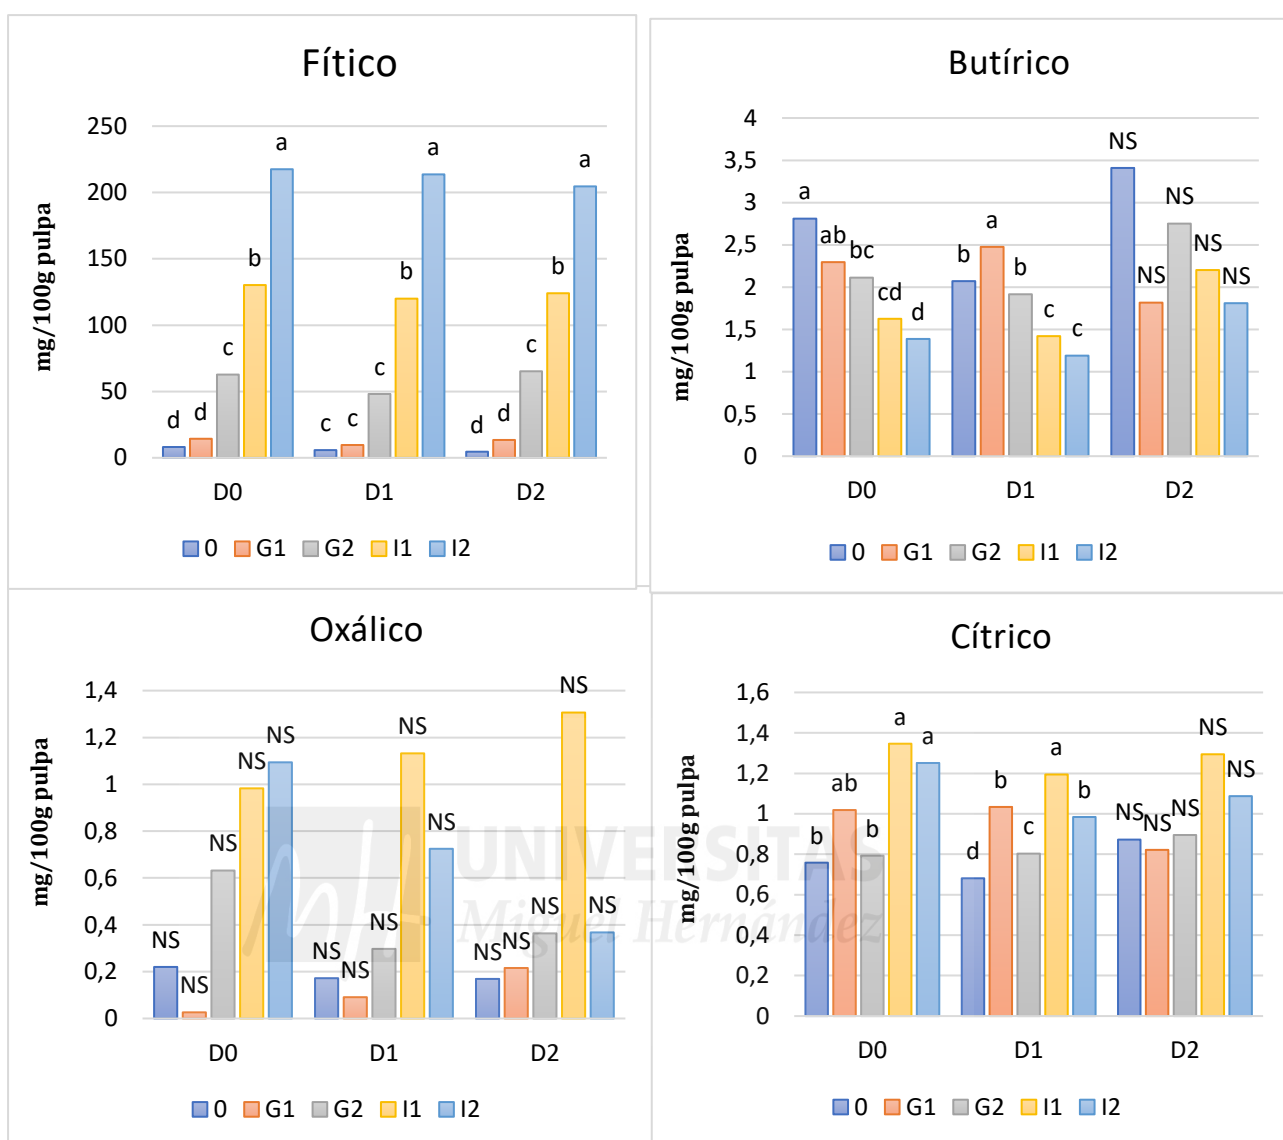 Fítico
mg/100g pulpa
250
200
150
100
50
0
d d c b a
c c c b a
d d c b a
D0 D1 D2
0 G1 G2 I1 I2
Butírico
mg/100g pulpa
4
3,5
3
2,5
2
1,5
1
0,5
0
a ab bc cd d
b a b c c
NS NS NS NS NS
D0 D1 D2
0 G1 G2 I1 I2
Oxálico
mg/100g pulpa
1,4
1,2
1
0,8
0,6
0,4
0,2
0
NS NS NS NS NS
NS NS NS NS NS
NS NS NS NS NS
D0 D1 D2
0 G1 G2 I1 I2
Cítrico
mg/100g pulpa
1,6
1,4
1,2
1
0,8
0,6
0,4
0,2
0
b ab b a a
d b c a b
NS NS NS NS NS
D0 D1 D2
0 G1 G2 I1 I2
UNIVERSITAS
Miguel Hernández